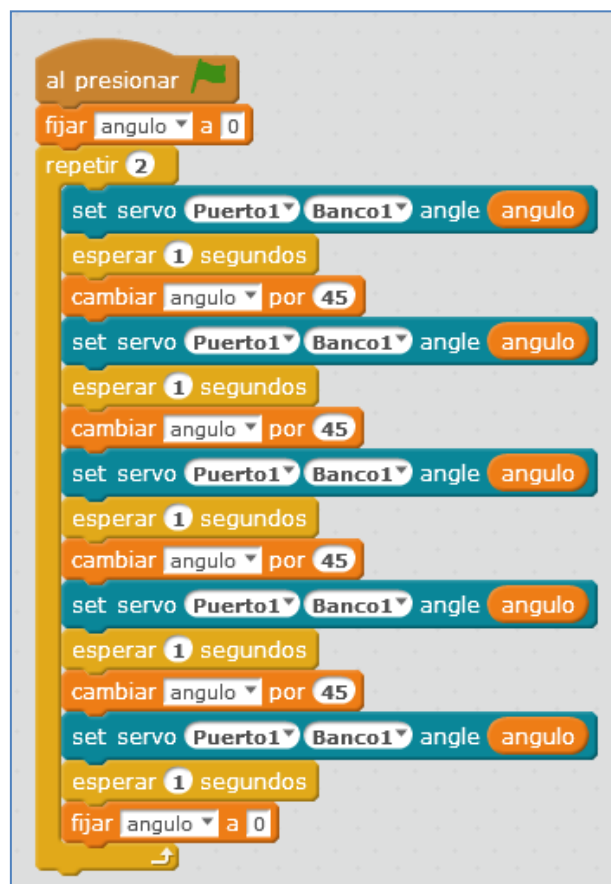 al presionar
fijar angulo a 0
repetir 2
set servo Puerto1 Banco1 angle angulo
esperar 1 segundos
cambiar angulo por 45
set servo Puerto1 Banco1 angle angulo
esperar 1 segundos
cambiar angulo por 45
set servo Puerto1 Banco1 angle angulo
esperar 1 segundos
cambiar angulo por 45
set servo Puerto1 Banco1 angle angulo
esperar 1 segundos
cambiar angulo por 45
set servo Puerto1 Banco1 angle angulo
esperar 1 segundos
fijar angulo a 0